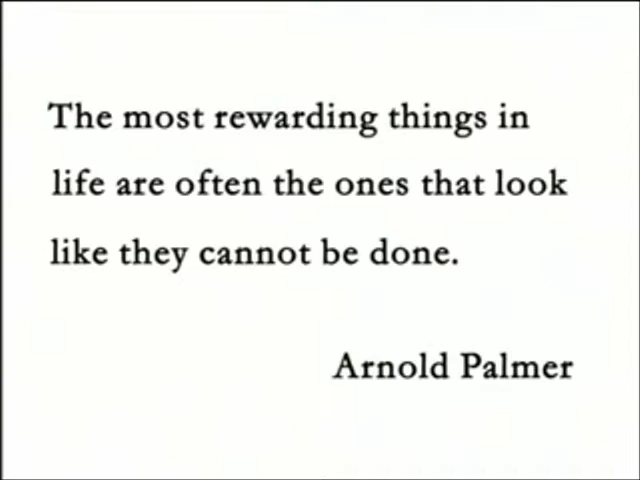 The most rewarding things in
life are often the ones that look
like they cannot be done.
Arnold Palmer